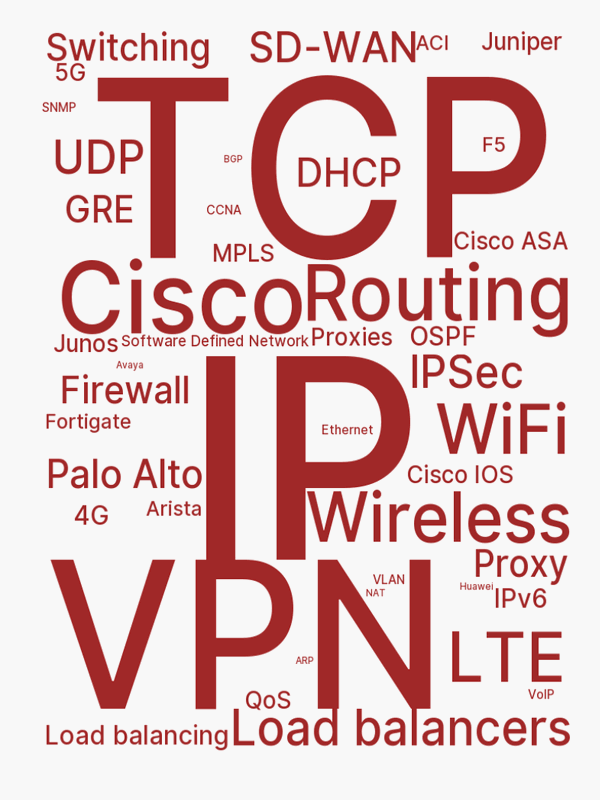 Switching
SD-WAN
ACI
Juniper
5G
TCP
SNMP
UDP
BGP
DHCP
F5
GRE
CCNA
MPLS
Cisco ASA
Cisco
Routing
Junos
Software Defined Network
Proxies
OSPF
Avaya
IPSec
Firewall
IP
Fortigate
Ethernet
WiFi
Palo Alto
Cisco IOS
4G
Arista
Wireless
VPN
Proxy
VLAN
NAT
Huawei
IPv6
ARP
LTE
VoIP
QoS
Load balancing
Load balancers